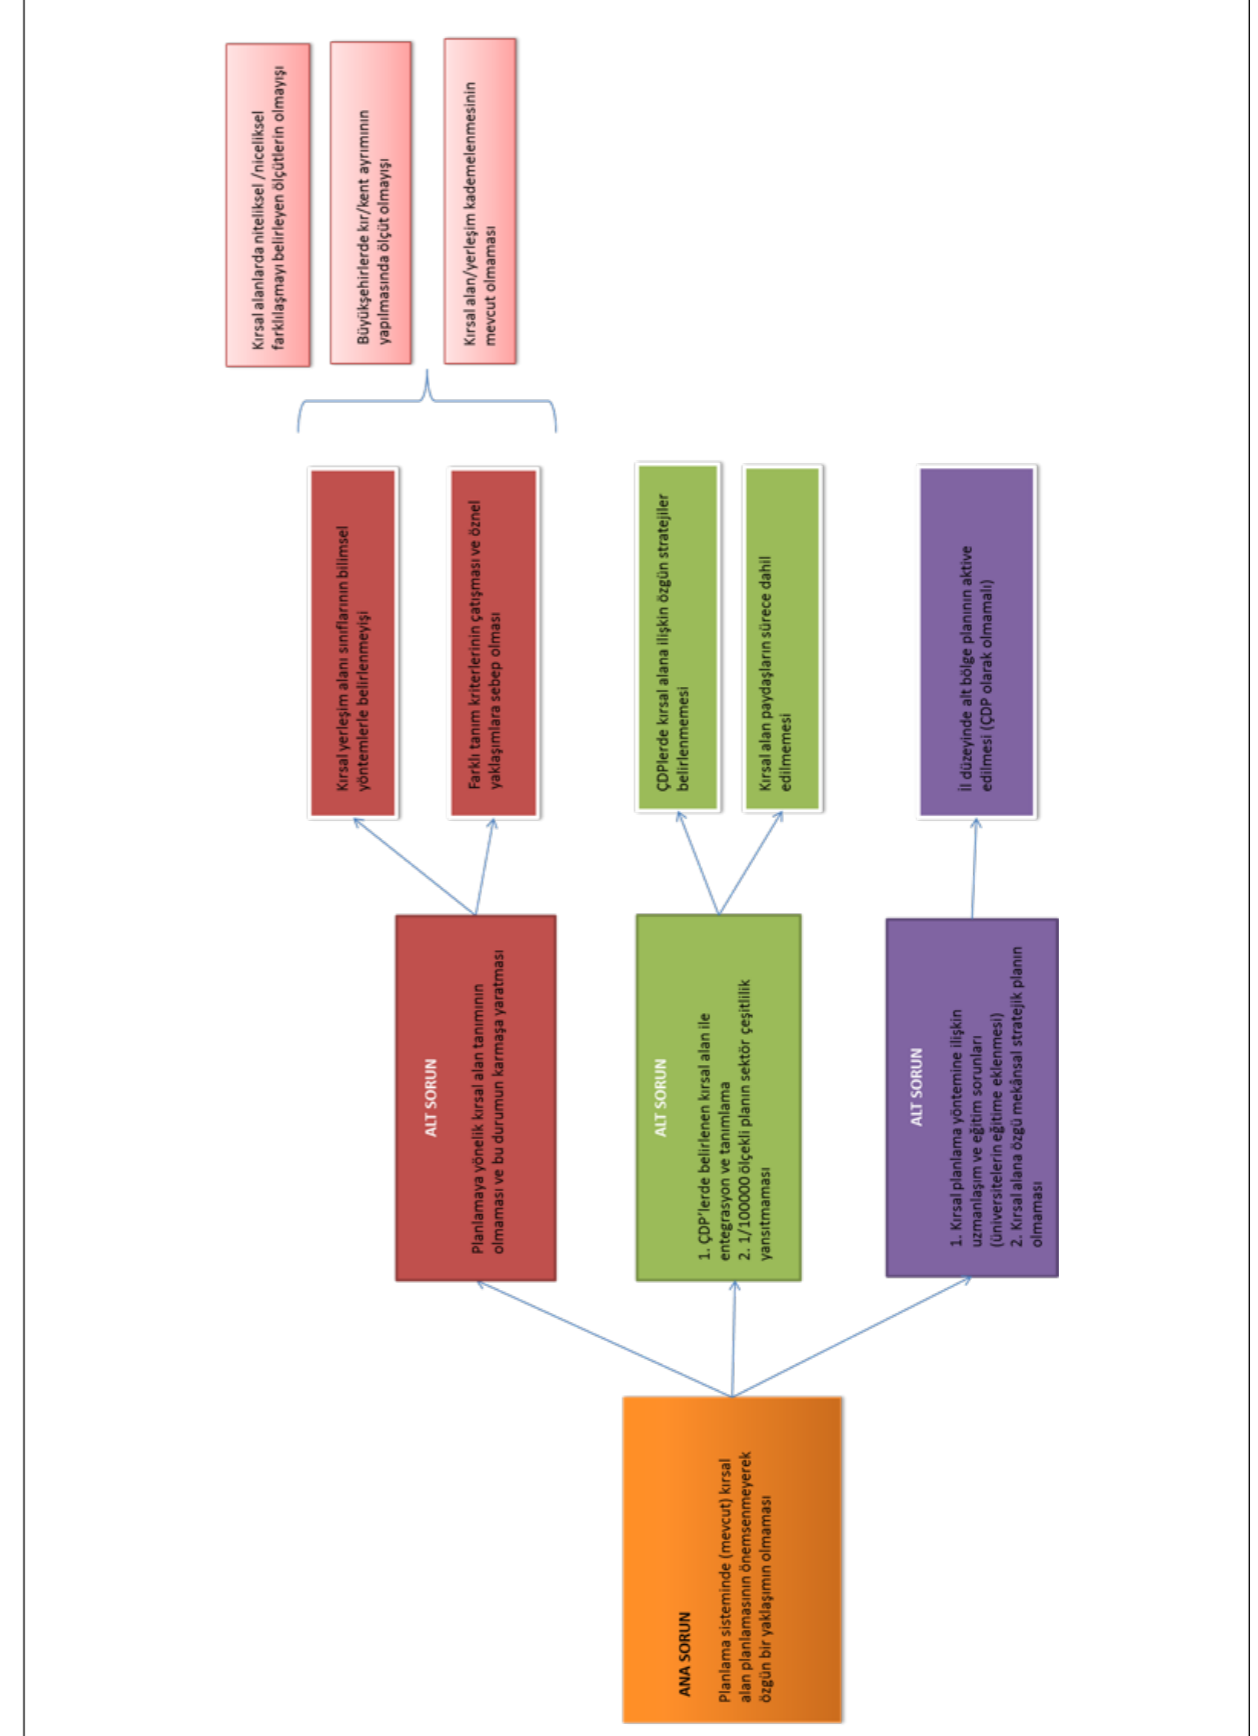 ANA SORUN
Planlama sisteminde (mevcut) kırsal
alan planlamasının önemsenmeyerek
özgün bir yaklaşımın olmaması
ALT SORUN
Planlamaya yönelik kırsal alan tanımının
olmaması ve bu durumun karmaşa yaratması
ALT SORUN
1. ÇDP'lerde belirlenen kırsal alan ile
entegrasyon ve tanımlama
2. 1/100000 ölçekli planın sektör çeşitlilik
yansıtmaması
ALT SORUN
1. Kırsal planlama yöntemine ilişkin
uzmanlaşım ve eğitim sorunları
(üniversitelerin eğitime eklenmesi)
2. Kırsal alana özgü mekânsal stratejik planın
olmaması
Kırsal yerleşim alanı sınıflarının bilimsel
yöntemlerle belirlenmeyişi
Farklı tanım kriterlerinin çatışması ve öznel
yaklaşımlara sebep olması
ÇDPlerde kırsal alana ilişkin özgün stratejiler
belirlenmemesi
Kırsal alan paydaşların sürece dahil
edilmemesi
İl düzeyinde alt bölge planının aktive
edilmesi (ÇDP olarak olmamalı)
Kırsal alanlarda niteliksel /niceliksel
farklılaşmayı belirleyen ölçütlerin olmayışı
Büyükşehirlerde kır/kent ayrımının
yapılmasında ölçüt olmayışı
Kırsal alan/yerleşim kademelenmesinin
mevcut olmaması